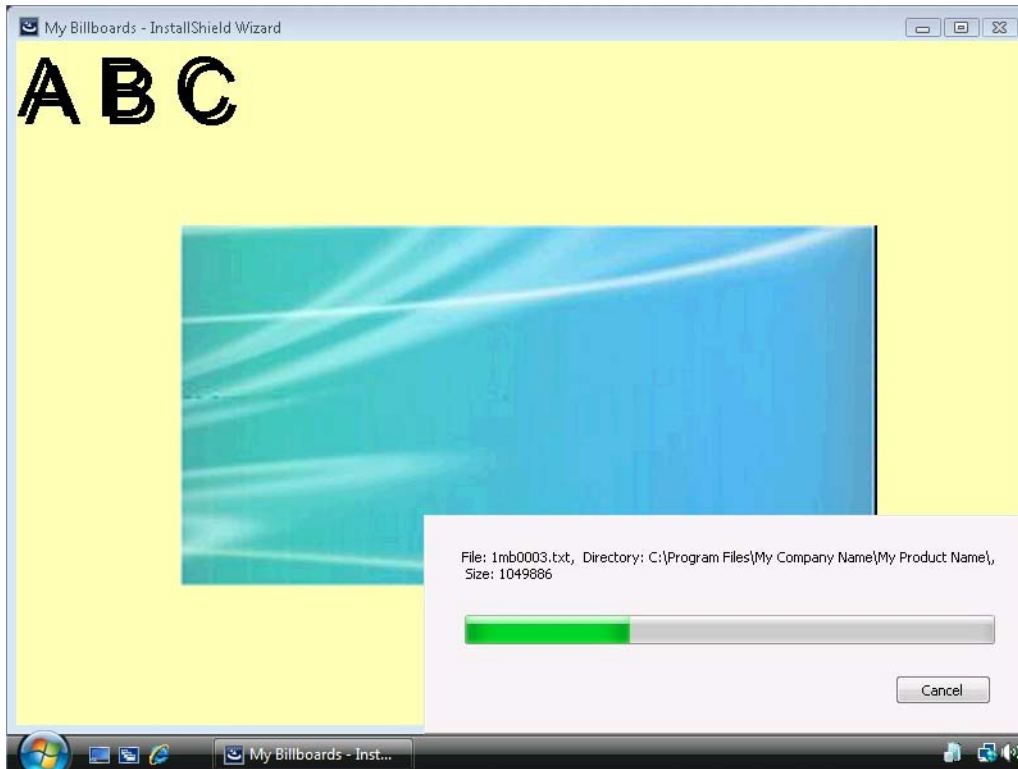 My Billboards - InstallShield Wizard
A B C
File: 1mb0003.txt, Directory: C:\Program Files\My Company Name\My Product Name\,
Size: 1049886
Cancel
My Billboards - Inst...